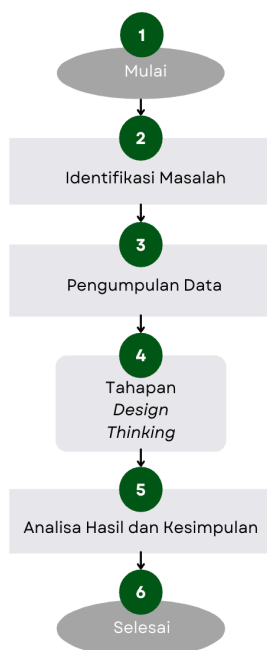 1
Mulai
2
Identifikasi Masalah
3
Pengumpulan Data
4
Tahapan
Design
Thinking
5
Analisa Hasil dan Kesimpulan
6
Selesai